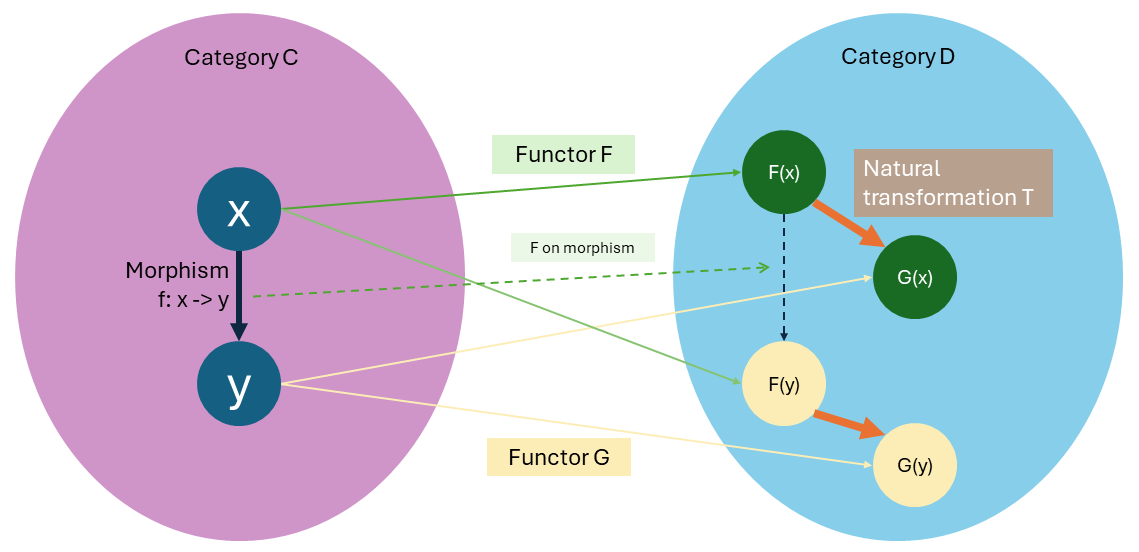 Category C
Category D
Functor F
F(x)
Natural
transformation T
x
F on morphism
Morphism
f: x -> y
G(x)
y
F(y)
Functor G
G(y)